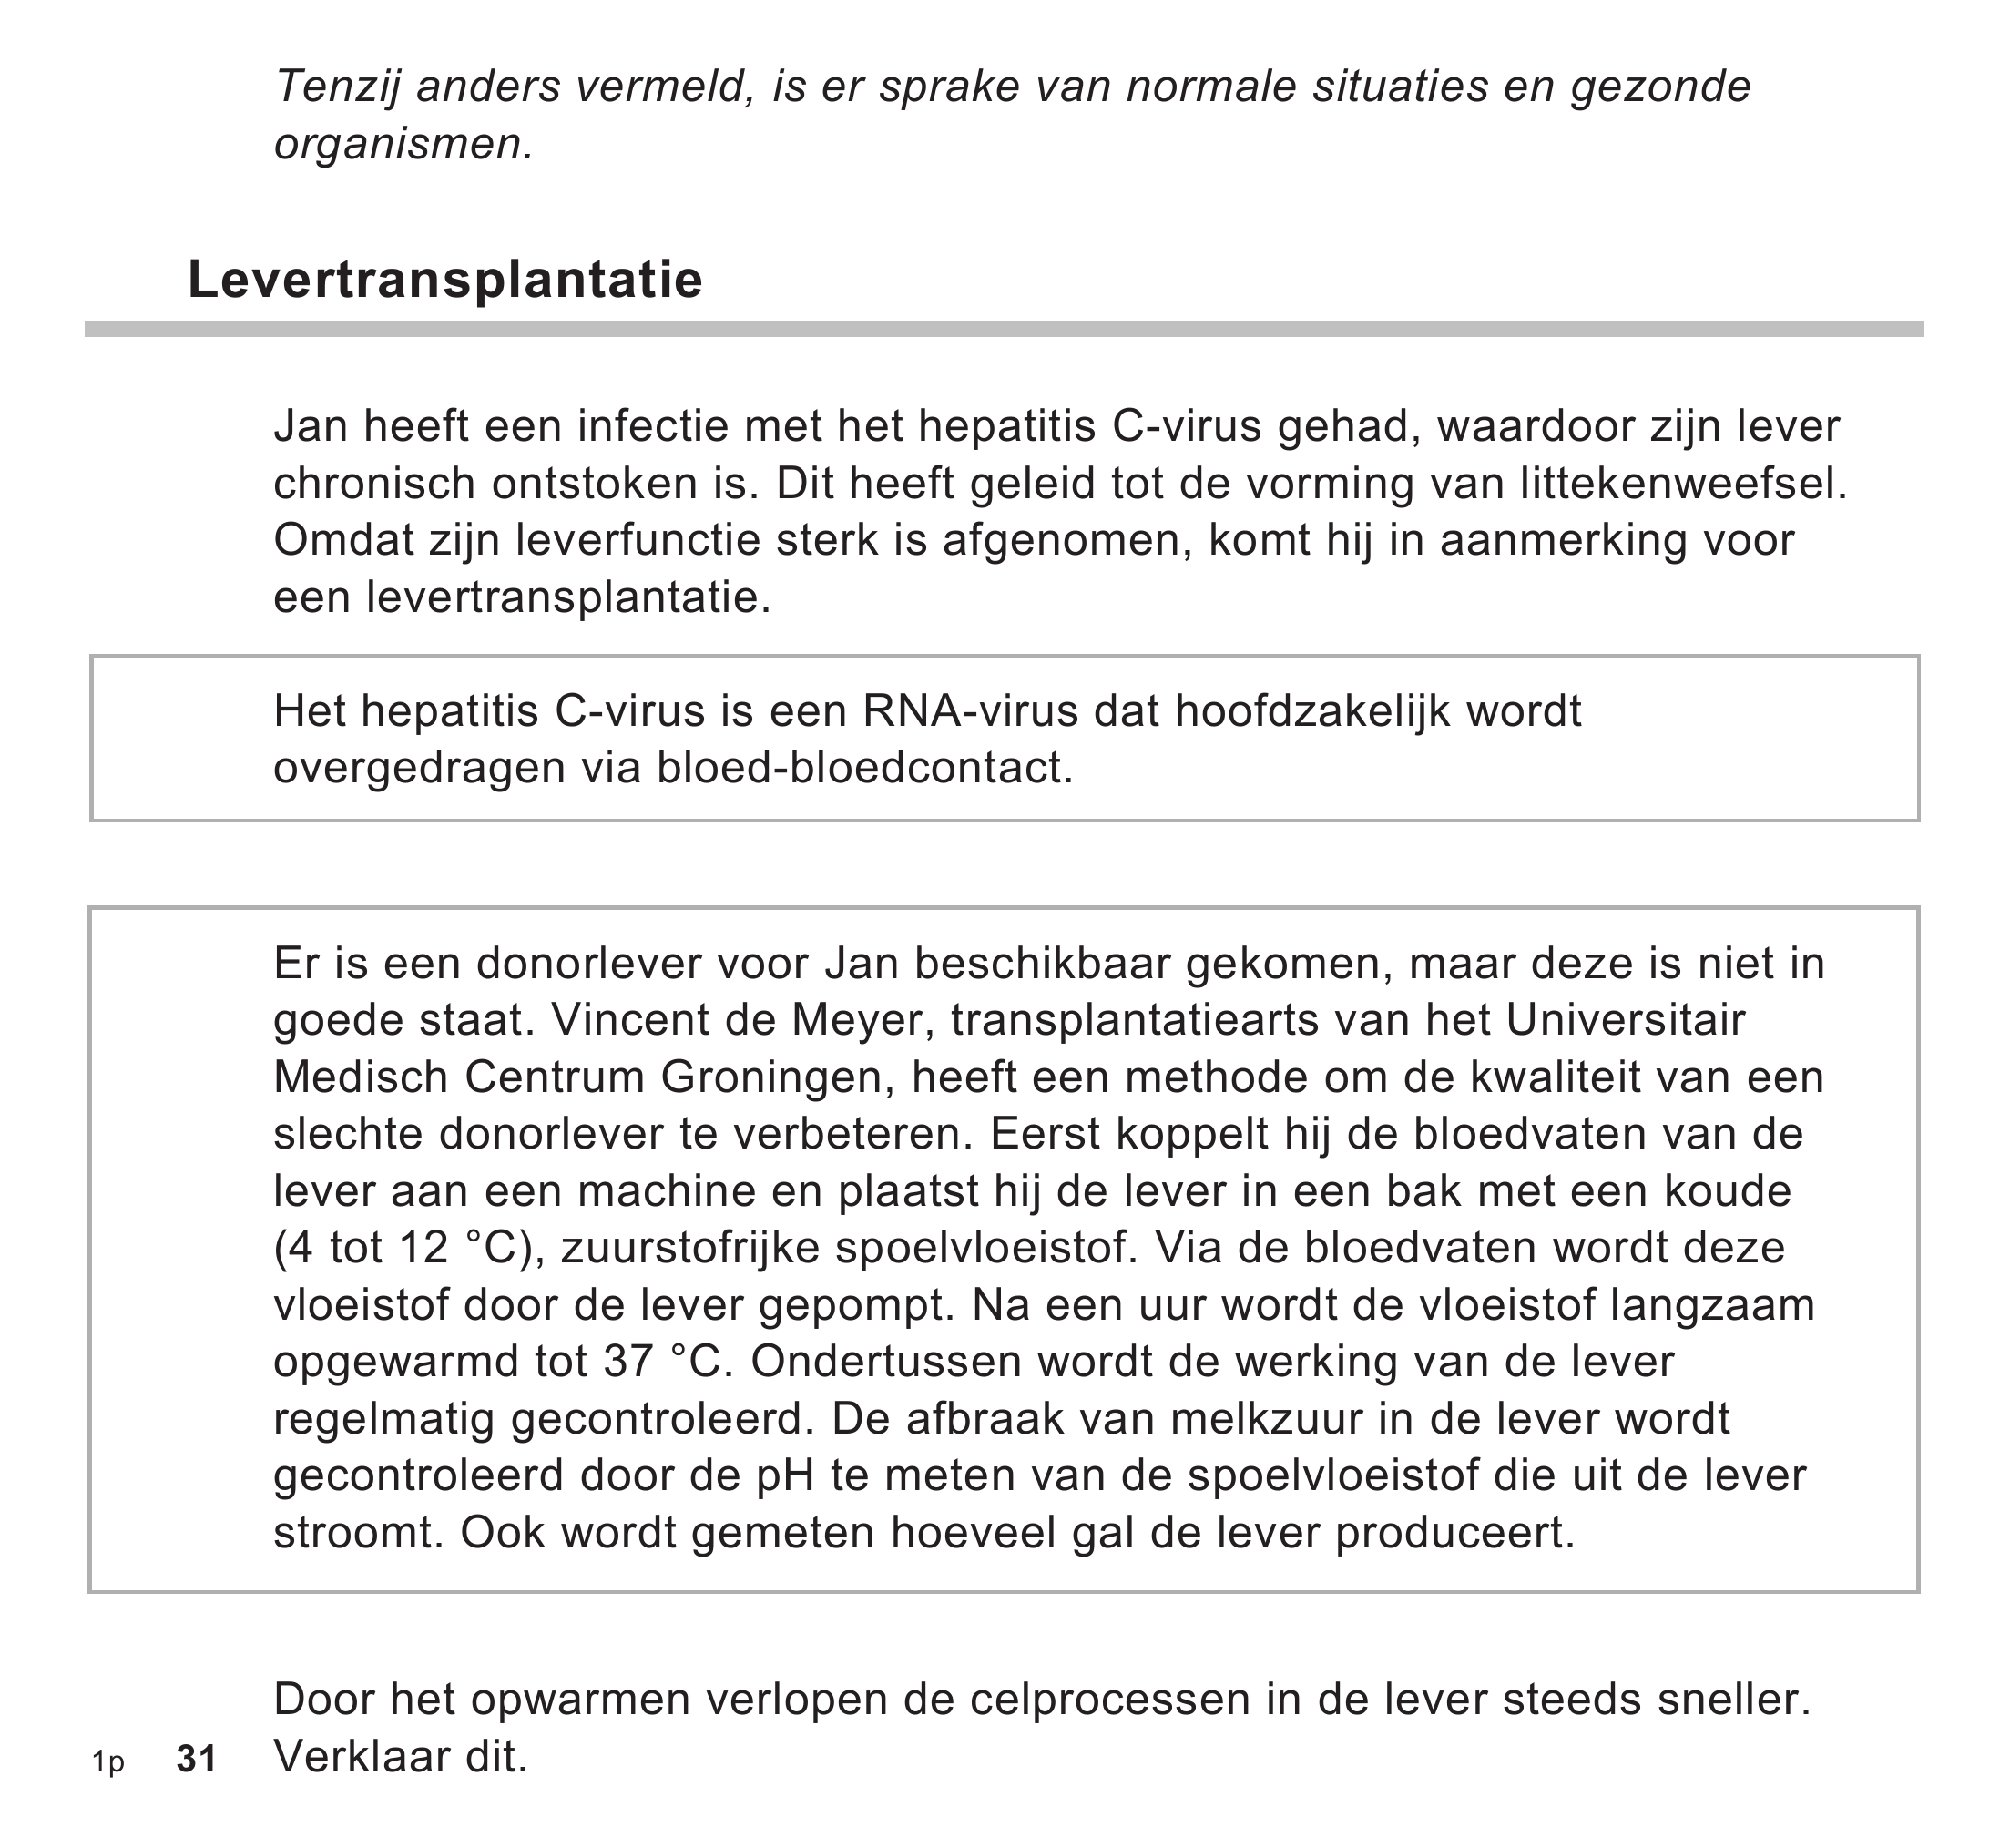 Tenzij anders vermeld, is er sprake van normale situaties en gezonde
organismen.
Levertransplantatie
Jan heeft een infectie met het hepatitis C-virus gehad, waardoor zijn lever
chronisch ontstoken is. Dit heeft geleid tot de vorming van littekenweefsel.
Omdat zijn leverfunctie sterk is afgenomen, komt hij in aanmerking voor
een levertransplantatie.
Het hepatitis C-virus is een RNA-virus dat hoofdzakelijk wordt
overgedragen via bloed-bloedcontact.
Er is een donorlever voor Jan beschikbaar gekomen, maar deze is niet in
goede staat. Vincent de Meyer, transplantatiearts van het Universitair
Medisch Centrum Groningen, heeft een methode om de kwaliteit van een
slechte donorlever te verbeteren. Eerst koppelt hij de bloedvaten van de
lever aan een machine en plaatst hij de lever in een bak met een koude
(4 tot 12 °C), zuurstofrijke spoelvloeistof. Via de bloedvaten wordt deze
vloeistof door de lever gepompt. Na een uur wordt de vloeistof langzaam
opgewarmd tot 37 °C. Ondertussen wordt de werking van de lever
regelmatig gecontroleerd. De afbraak van melkzuur in de lever wordt
gecontroleerd door de pH te meten van de spoelvloeistof die uit de lever
stroomt. Ook wordt gemeten hoeveel gal de lever produceert.
Door het opwarmen verlopen de celprocessen in de lever steeds sneller.
1p 31 Verklaar dit.